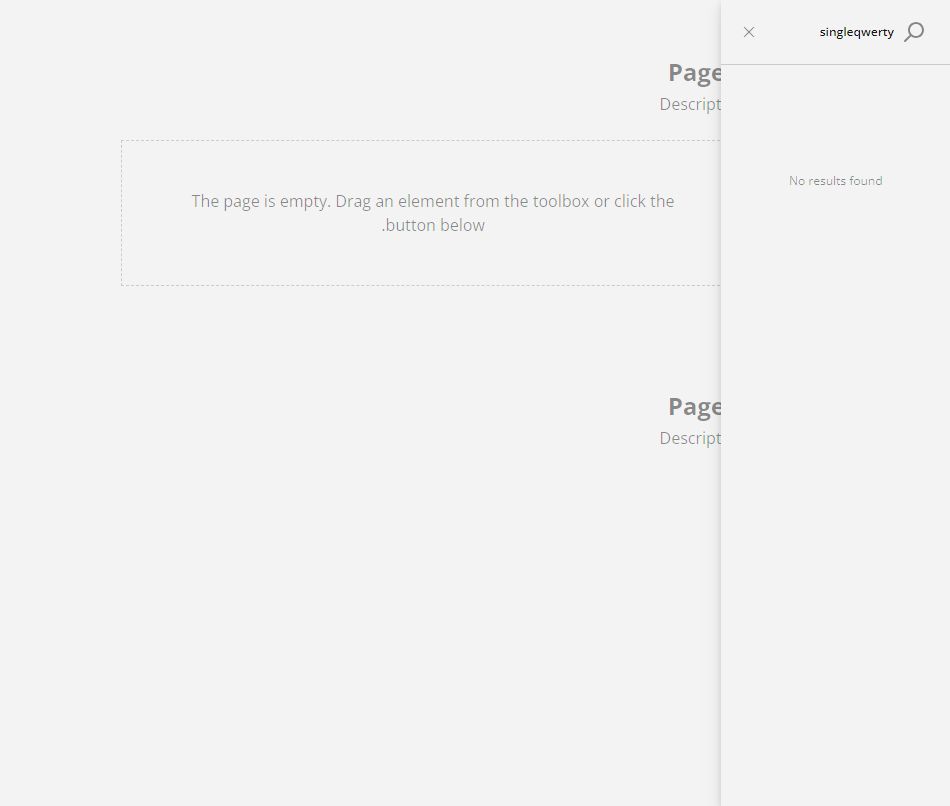 singleqwerty
No results found
Page
Descript
The page is empty. Drag an element from the toolbox or click the
.button below
Page
Descript